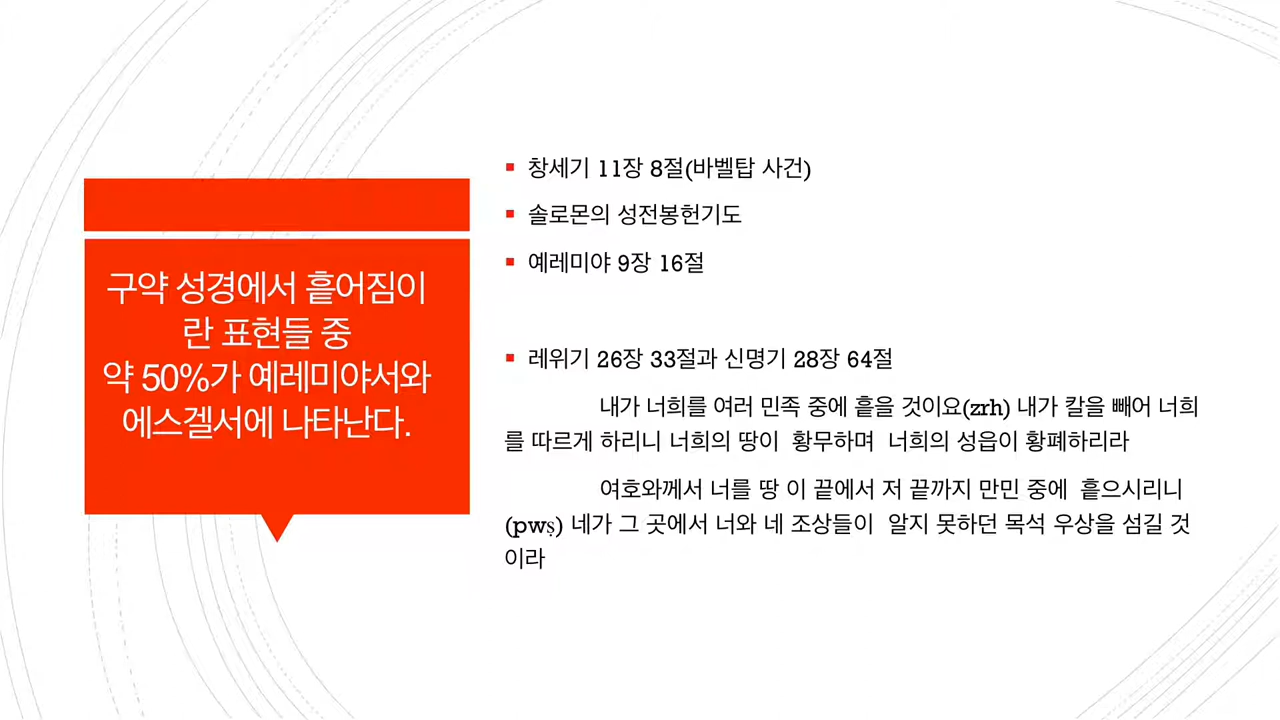 구약 성경에서 흩어짐이
란 표현들 중
약 50%가 예레미야서와
에스겔서에 나타난다.
창세기 11장 8절(바벨탑 사건)
솔로몬의 성전봉헌기도
예레미야 9장 16절
레위기 26장 33절과 신명기 28장 64절
내가 너희를 여러 민족 중에 흩을 것이요(zrh) 내가 칼을 빼어 너희
를 따르게 하리니 너희의 땅이 황무하며 너희의 성읍이 황폐하리라
여호와께서 너를 땅 이 끝에서 저 끝까지 만민 중에 흩으시리니
(pwṣ) 네가 그 곳에서 너와 네 조상들이 알지 못하던 목석 우상을 섬길 것
이라